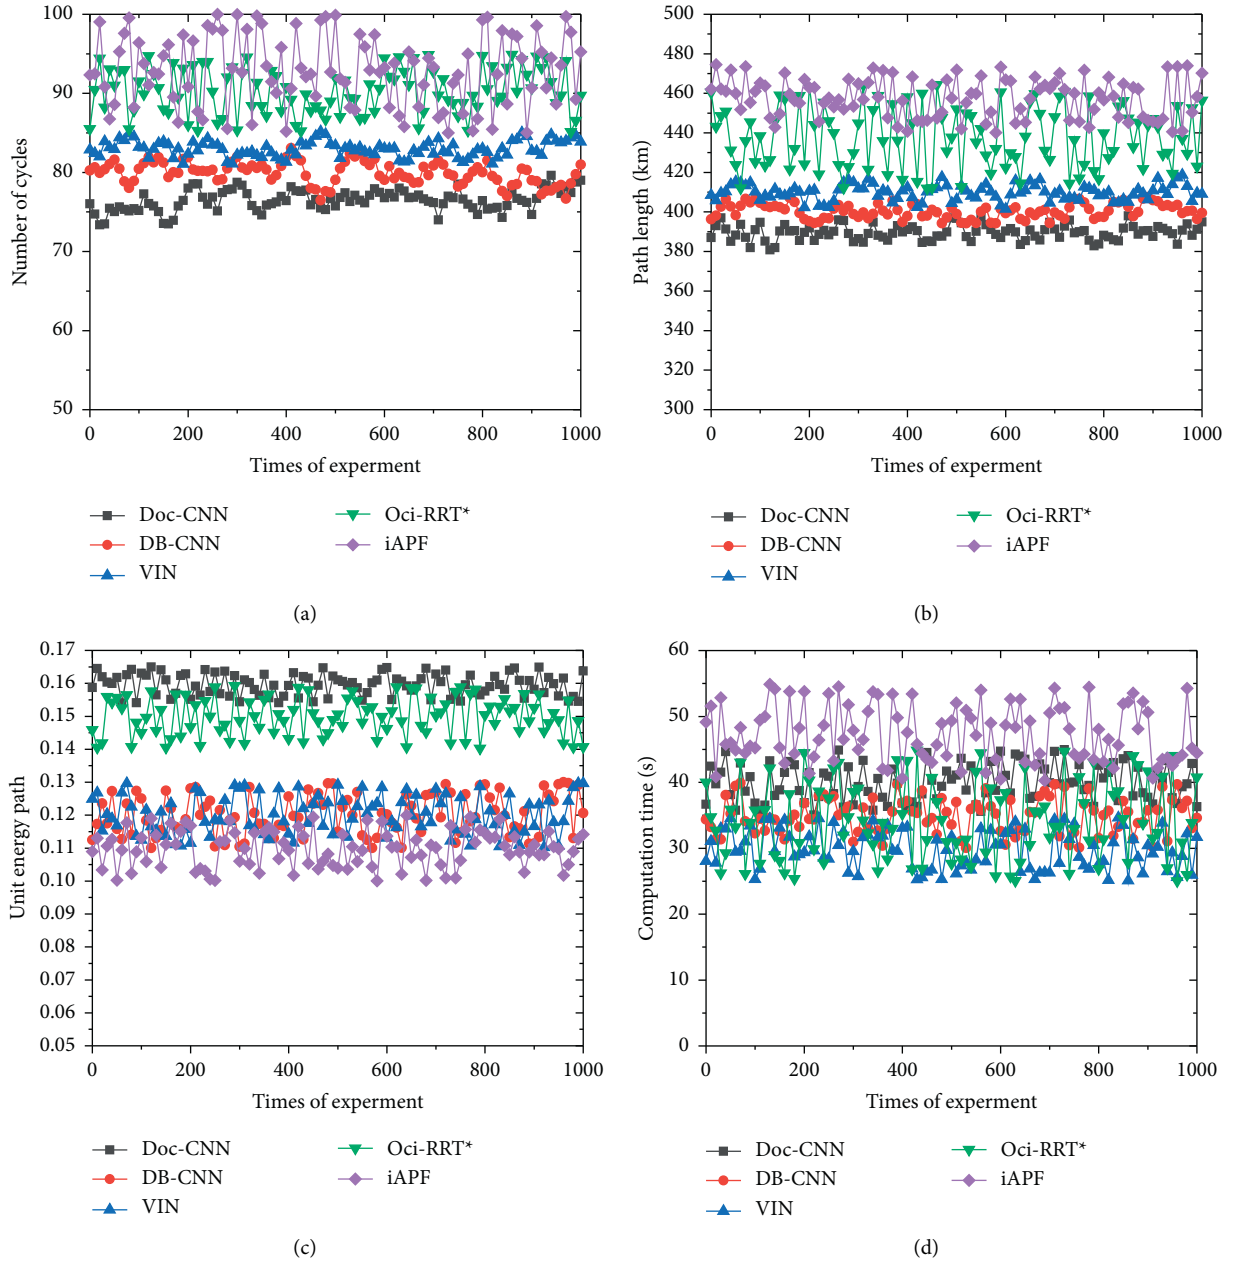 100
90
80
70
60
50
Number of cycles
0 200 400 600 800 1000
Times of experment
Doc-CNN
DB-CNN
VIN
Oci-RRT*
iAPF
(a)
500
480
460
440
420
400
380
360
340
320
300
Path length (km)
0 200 400 600 800 1000
Times of experment
Doc-CNN
DB-CNN
VIN
Oci-RRT*
iAPF
(b)
0.17
0.16
0.15
0.14
0.13
0.12
0.11
0.10
0.09
0.08
0.07
0.06
0.05
Unit energy path
0 200 400 600 800 1000
Times of experment
Doc-CNN
DB-CNN
VIN
Oci-RRT*
iAPF
(c)
60
50
40
30
20
10
0
Computation time (s)
0 200 400 600 800 1000
Times of experment
Doc-CNN
DB-CNN
VIN
Oci-RRT*
iAPF
(d)